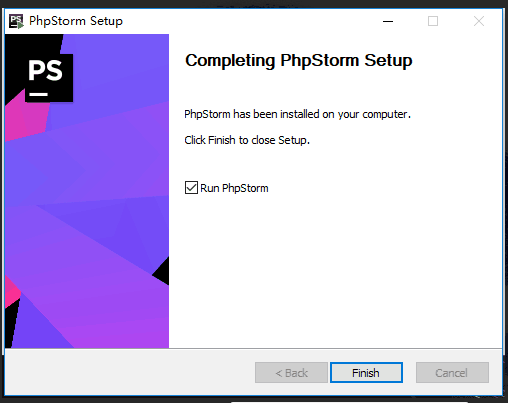 PhpStorm Setup
PS
Completing PhpStorm Setup
PhpStorm has been installed on your computer.
Click Finish to close Setup.
Run PhpStorm
< Back
Finish
Cancel